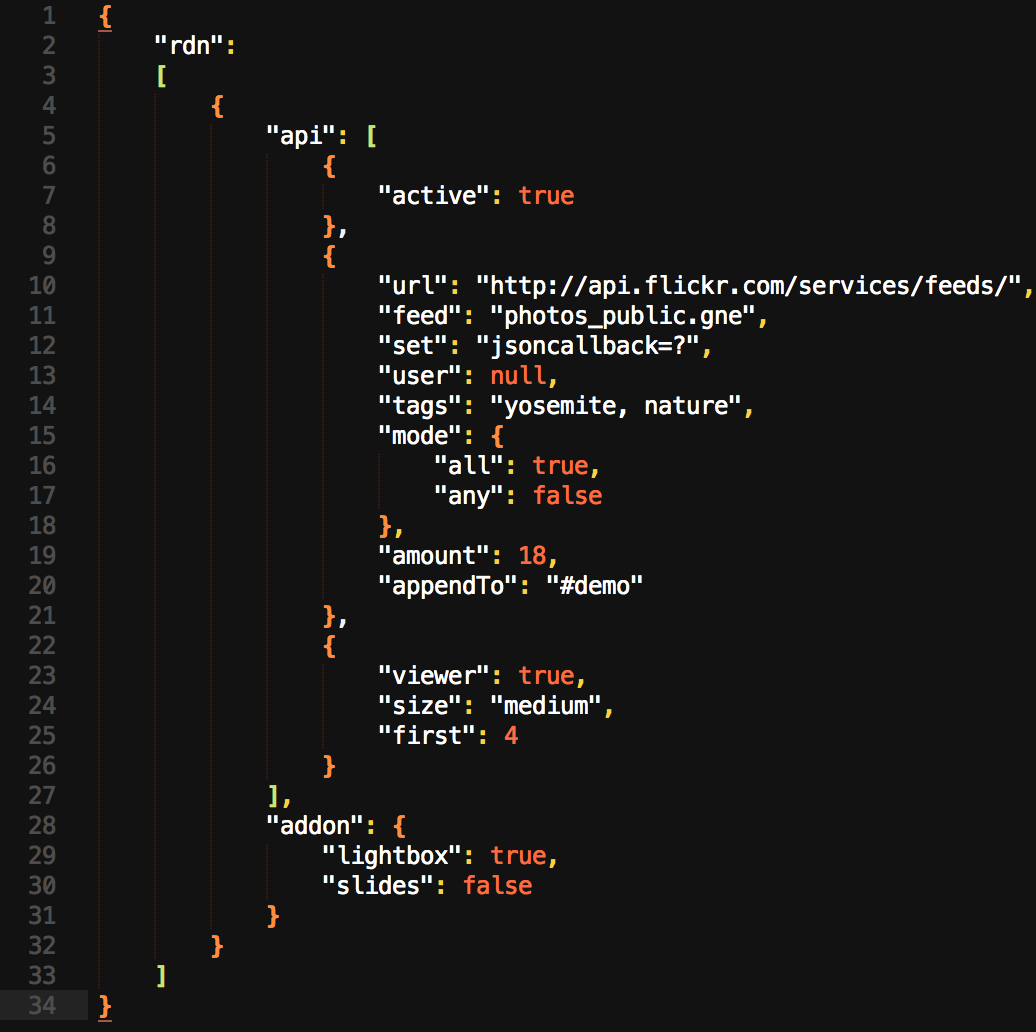 1 {
2     "rdn":
3     [
4         {
5             "api": [
6                 {
7                     "active": true
8                 },
9                 {
10                     "url": "http://api.flickr.com/services/feeds/",
11                     "feed": "photos_public.gne",
12                     "set": "jsoncallback=?",
13                     "user": null,
14                     "tags": "yosemite, nature",
15                     "mode": {
16                         "all": true,
17                         "any": false
18                     },
19                     "amount": 18,
20                     "appendTo": "#demo"
21                 },
22                 {
23                     "viewer": true,
24                     "size": "medium",
25                     "first": 4
26                 }
27             ],
28             "addon": {
29                 "lightbox": true,
30                 "slides": false
31             }
32         }
33     ]
34 }